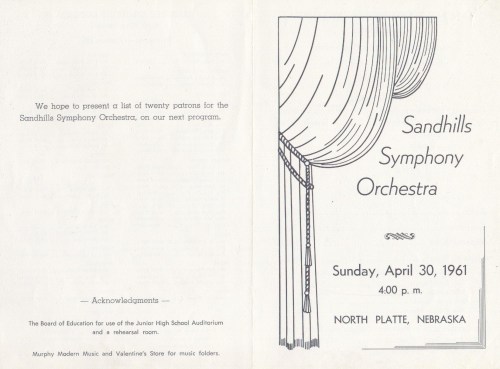 We hope to present a list of twenty patrons for the
Sandhills Symphony Orchestra, on our next program.
— Acknowledgments —
The Board of Education for use of the Junior High School Auditorium
and a rehearsal room.
Murphy Modern Music and Valentine's Store for music folders.
Sandhills
Symphony
Orchestra
Sunday, April 30, 1961
4:00 p. m.
NORTH PLATTE, NEBRASKA